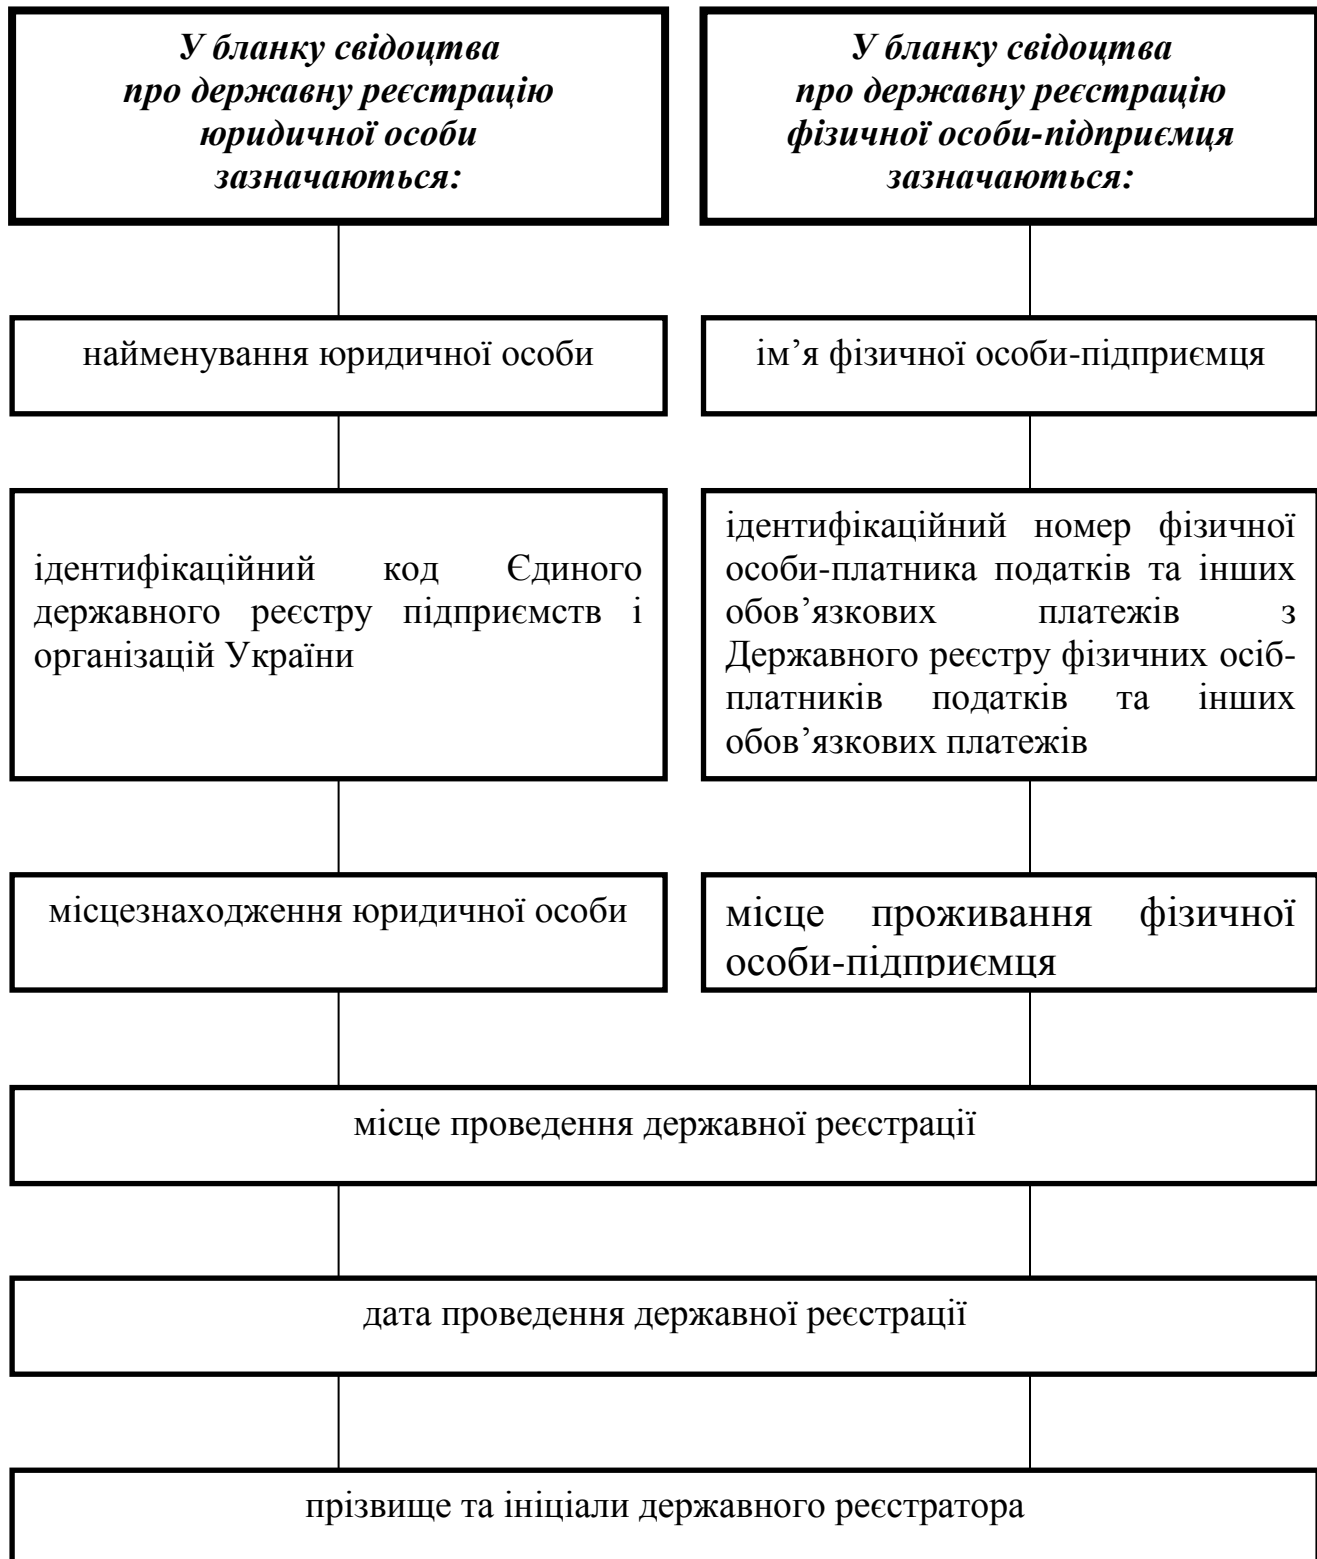 У бланку свідоцтва
про державну реєстрацію
юридичної особи
зазначаються:
У бланку свідоцтва
про державну реєстрацію
фізичної особи-підприємця
зазначаються:
найменування юридичної особи
ім’я фізичної особи-підприємця
ідентифікаційний код Єдиного
державного реєстру підприємств і
організацій України
ідентифікаційний номер фізичної
особи-платника податків та інших
обов’язкових платежів з
Державного реєстру фізичних осіб-
платників податків та інших
обов’язкових платежів
місцезнаходження юридичної особи
місце проживання фізичної
особи-підприємця
місце проведення державної реєстрації
дата проведення державної реєстрації
прізвище та ініціали державного реєстратора